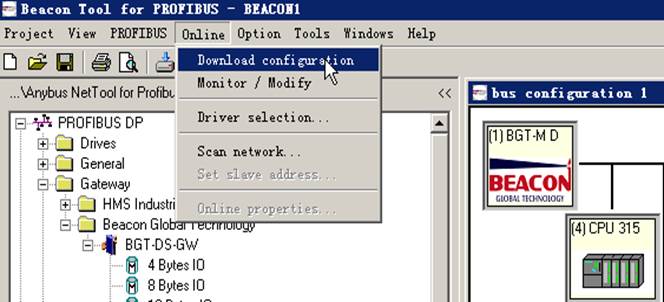 Beacon Tool for PROFIBUS - BEACON1
Project View PROFIBUS Online Option Tools Windows Help
Download configuration
Monitor / Modify
Driver selection...
Scan network...
Set slave address...
Online properties...
...\Anybus NetTool for Profibu
<<
PROFIBUS DP
Drives
General
Gateway
HMS Industri
Beacon Global Technology
BGT-DS-GW
4 Bytes IO
8 Bytes IO
bus configuration 1
(1) BGT-M D
BEACON
GLOBAL TECHNOLOGY
(4) CPU 315